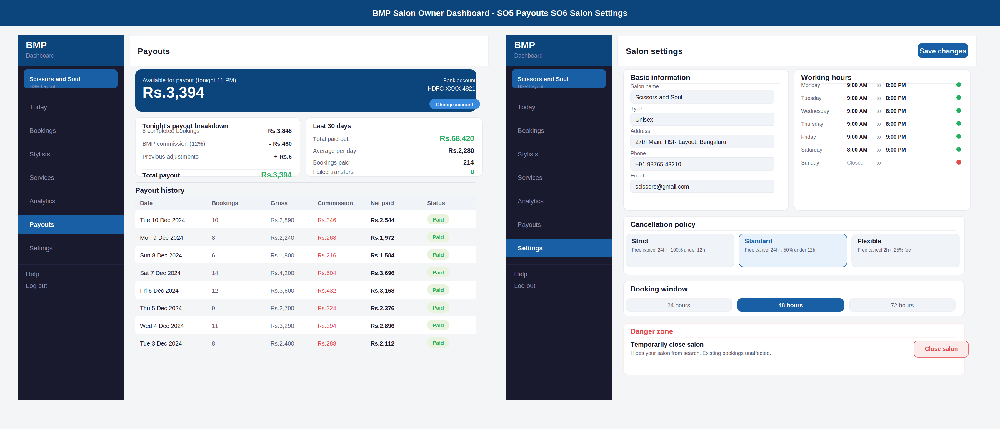 BMP Salon Owner Dashboard - SO5 Payouts SO6 Salon Settings
BMP
Dashboard
Scissors and Soul
HSR Layout
Today
Bookings
Stylists
Services
Analytics
Payouts
Settings
Help
Log out
Payouts
Available for payout (tonight 11 PM)
Rs.3,394
Bank account
HDFC XXXX 4821
Change account
Tonight's payout breakdown
8 completed bookings Rs.3,848
BMP commission (12%) - Rs.460
Previous adjustments + Rs.6
Total payout Rs.3,394
Last 30 days
Total paid out Rs.68,420
Average per day Rs.2,280
Bookings paid 214
Failed transfers 0
Payout history
Date Bookings Gross Commission Net paid Status
Tue 10 Dec 2024 10 Rs.2,890 Rs.346 Rs.2,544 Paid
Mon 9 Dec 2024 8 Rs.2,240 Rs.268 Rs.1,972 Paid
Sun 8 Dec 2024 6 Rs.1,800 Rs.216 Rs.1,584 Paid
Sat 7 Dec 2024 14 Rs.4,200 Rs.504 Rs.3,696 Paid
Fri 6 Dec 2024 12 Rs.3,600 Rs.432 Rs.3,168 Paid
Thu 5 Dec 2024 9 Rs.2,700 Rs.324 Rs.2,376 Paid
Wed 4 Dec 2024 11 Rs.3,290 Rs.394 Rs.2,896 Paid
Tue 3 Dec 2024 8 Rs.2,400 Rs.288 Rs.2,112 Paid
BMP
Dashboard
Scissors and Soul
HSR Layout
Today
Bookings
Stylists
Services
Analytics
Payouts
Settings
Help
Log out
Salon settings
Save changes
Basic information
Salon name
Scissors and Soul
Type
Unisex
Address
27th Main, HSR Layout, Bengaluru
Phone
+91 98765 43210
Email
scissors@gmail.com
Working hours
Monday 9:00 AM to 8:00 PM
Tuesday 9:00 AM to 8:00 PM
Wednesday 9:00 AM to 8:00 PM
Thursday 9:00 AM to 8:00 PM
Friday 9:00 AM to 9:00 PM
Saturday 8:00 AM to 9:00 PM
Sunday Closed to
Cancellation policy
Strict
Free cancel 24h+, 100% under 12h
Standard
Free cancel 24h+, 50% under 12h
Flexible
Free cancel 2h+, 25% fee
Booking window
24 hours
48 hours
72 hours
Danger zone
Temporarily close salon
Hides your salon from search. Existing bookings unaffected.
Close salon